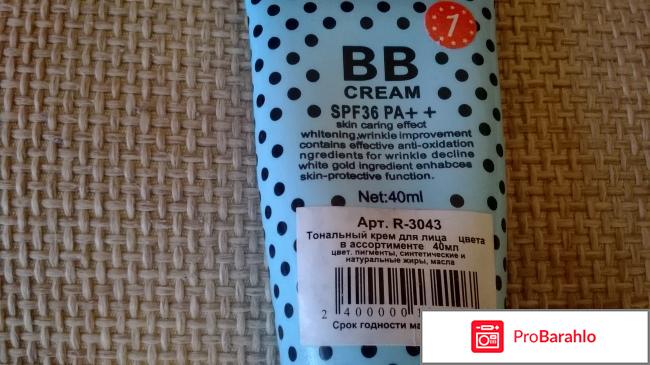 1
BB
CREAM
SPF36 PA+ +
skin caring effect
whitening,wrinkle improvement
contains effective anti-oxidation
ngredients for wrinkle decline
white gold ingredient enhabces
skin-protective function.
Net:40ml
Арт. R-3043
Тональный крем для лица цвета
в ассортименте 40мл
цвет. пигменты, синтетические и
натуральные жиры, масла
2 400000
Срок годности
ProBarahlo